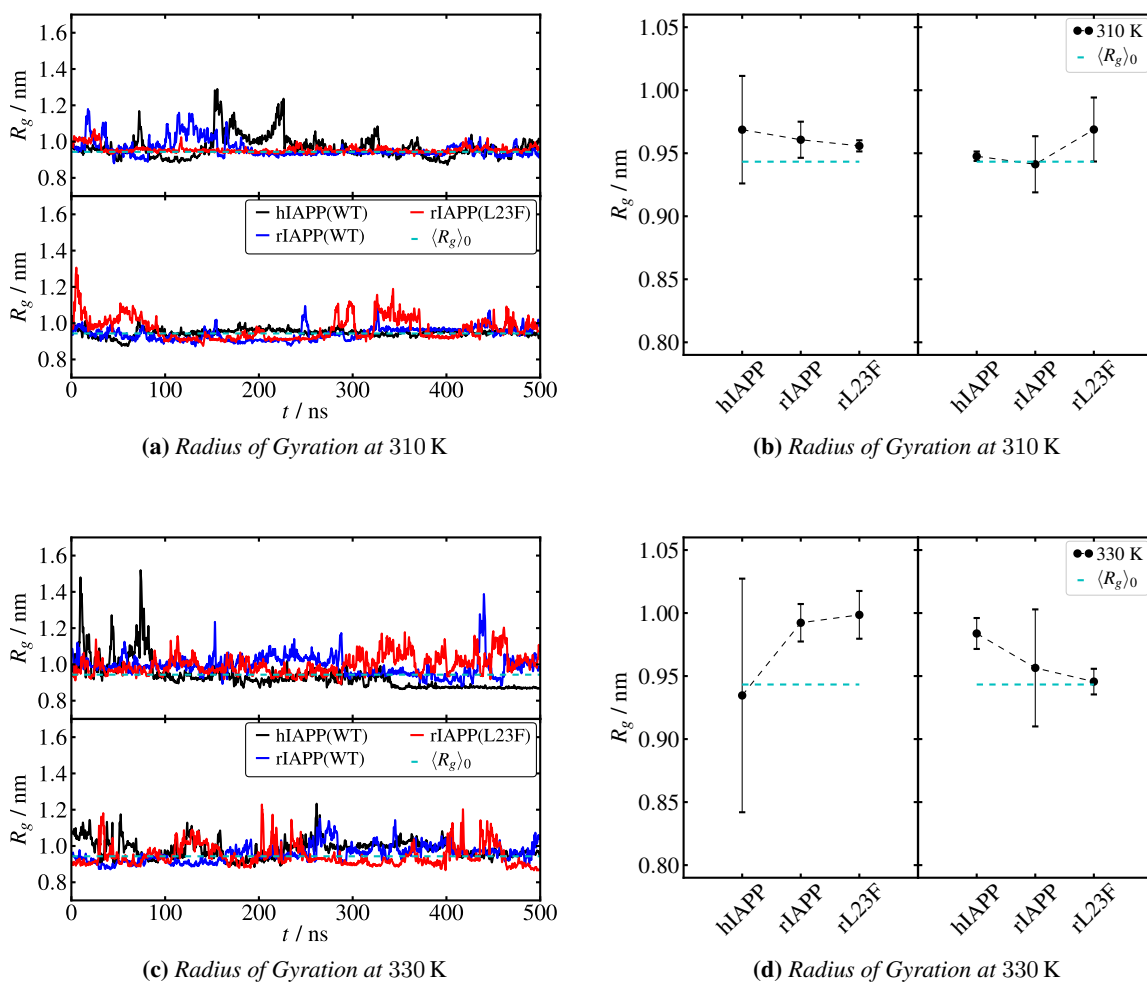 1.6
1.4
1.2
1.0
0.8
R_g / nm
1.6
1.4
1.2
1.0
0.8
R_g / nm
hIAPP(WT)
rIAPP(WT)
rIAPP(L23F)
⟨R_g⟩_0
0 100 200 300 400 500
t / ns
(a) Radius of Gyration at 310 K
1.05
1.00
0.95
0.90
0.85
0.80
R_g / nm
310 K
⟨R_g⟩_0
hIAPP rIAPP rL23F hIAPP rIAPP rL23F
(b) Radius of Gyration at 310 K
1.6
1.4
1.2
1.0
0.8
R_g / nm
1.6
1.4
1.2
1.0
0.8
R_g / nm
hIAPP(WT)
rIAPP(WT)
rIAPP(L23F)
⟨R_g⟩_0
0 100 200 300 400 500
t / ns
(c) Radius of Gyration at 330 K
1.05
1.00
0.95
0.90
0.85
0.80
R_g / nm
330 K
⟨R_g⟩_0
hIAPP rIAPP rL23F hIAPP rIAPP rL23F
(d) Radius of Gyration at 330 K